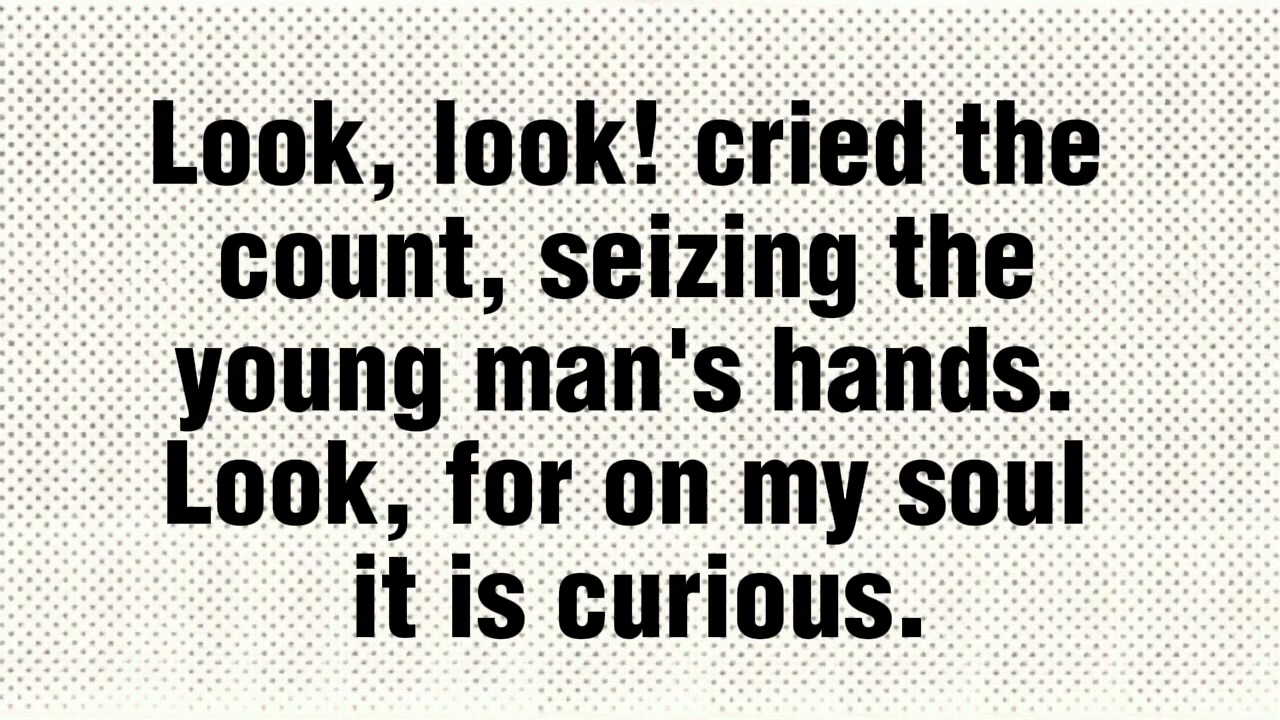 Look, look! cried the
count, seizing the
young man's hands.
Look, for on my soul
it is curious.